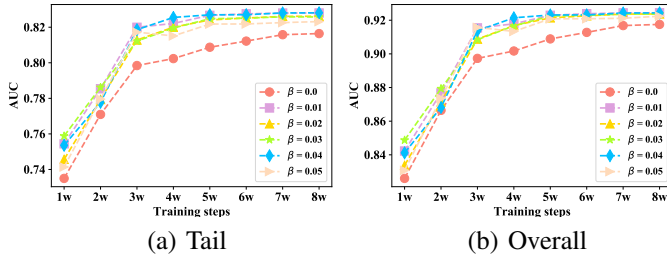 0.82
0.80
0.78
0.76
0.74
AUC
β = 0.0
β = 0.01
β = 0.02
β = 0.03
β = 0.04
β = 0.05
1w 2w 3w 4w 5w 6w 7w 8w
Training steps
(a) Tail
0.92
0.90
0.88
0.86
0.84
AUC
β = 0.0
β = 0.01
β = 0.02
β = 0.03
β = 0.04
β = 0.05
1w 2w 3w 4w 5w 6w 7w 8w
Training steps
(b) Overall